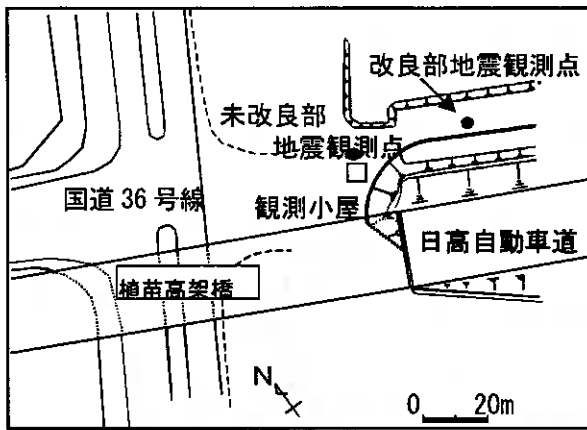 改良部地震観測点
未改良部
地震観測点
国道36号線
観測小屋
日高自動車道
植苗高架橋
N
0 20m